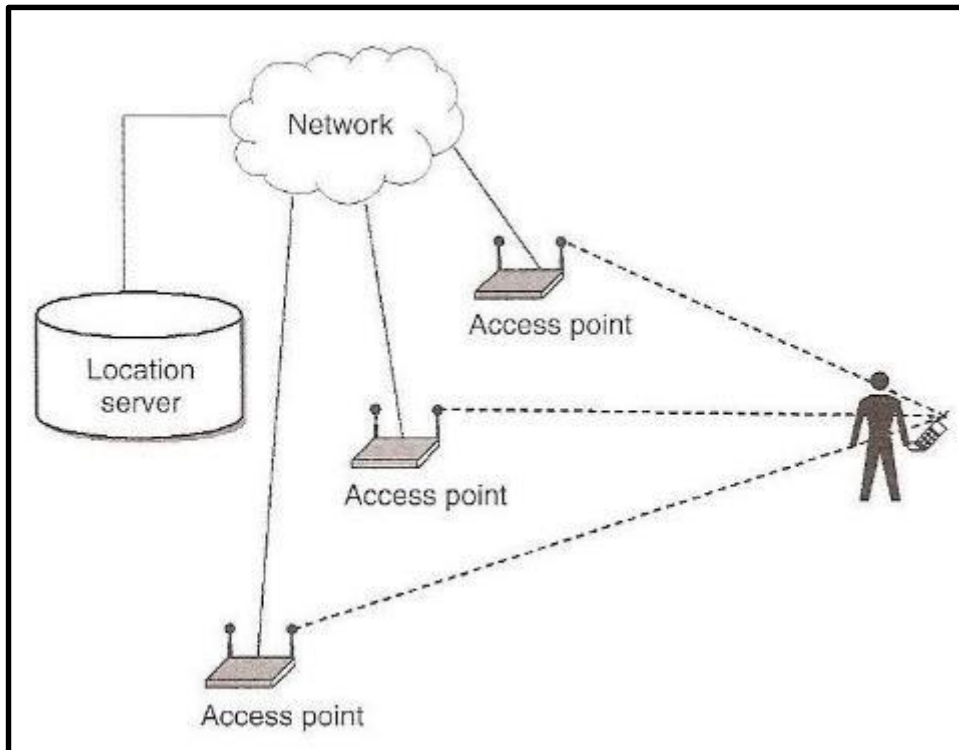 Network
Access point
Location
server
Access point
Access point